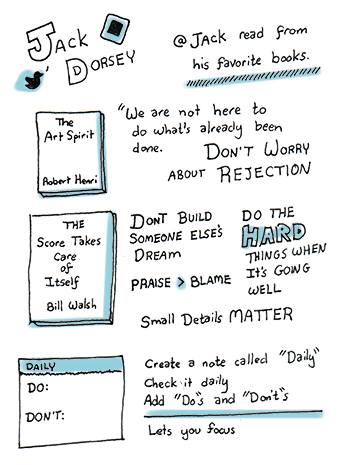 JACK
DORSEY
@JACK read from
his favorite books.
The
Art Spirit
Robert Henri
"We are not here to
do what's already been
done.
DON'T WORRY
ABOUT REJECTION
THE
Score Takes
Care
of
Itself
Bill Walsh
DONT BUILD
SOMEONE ELSE'S
DREAM
PRAISE > BLAME
DO THE
HARD
THINGS WHEN
IT'S GOING
WELL
Small Details MATTER
DAILY
DO:
DON'T:
Create a note called "Daily"
Check it daily
Add "Do"s and "Don't"s
Lets you focus